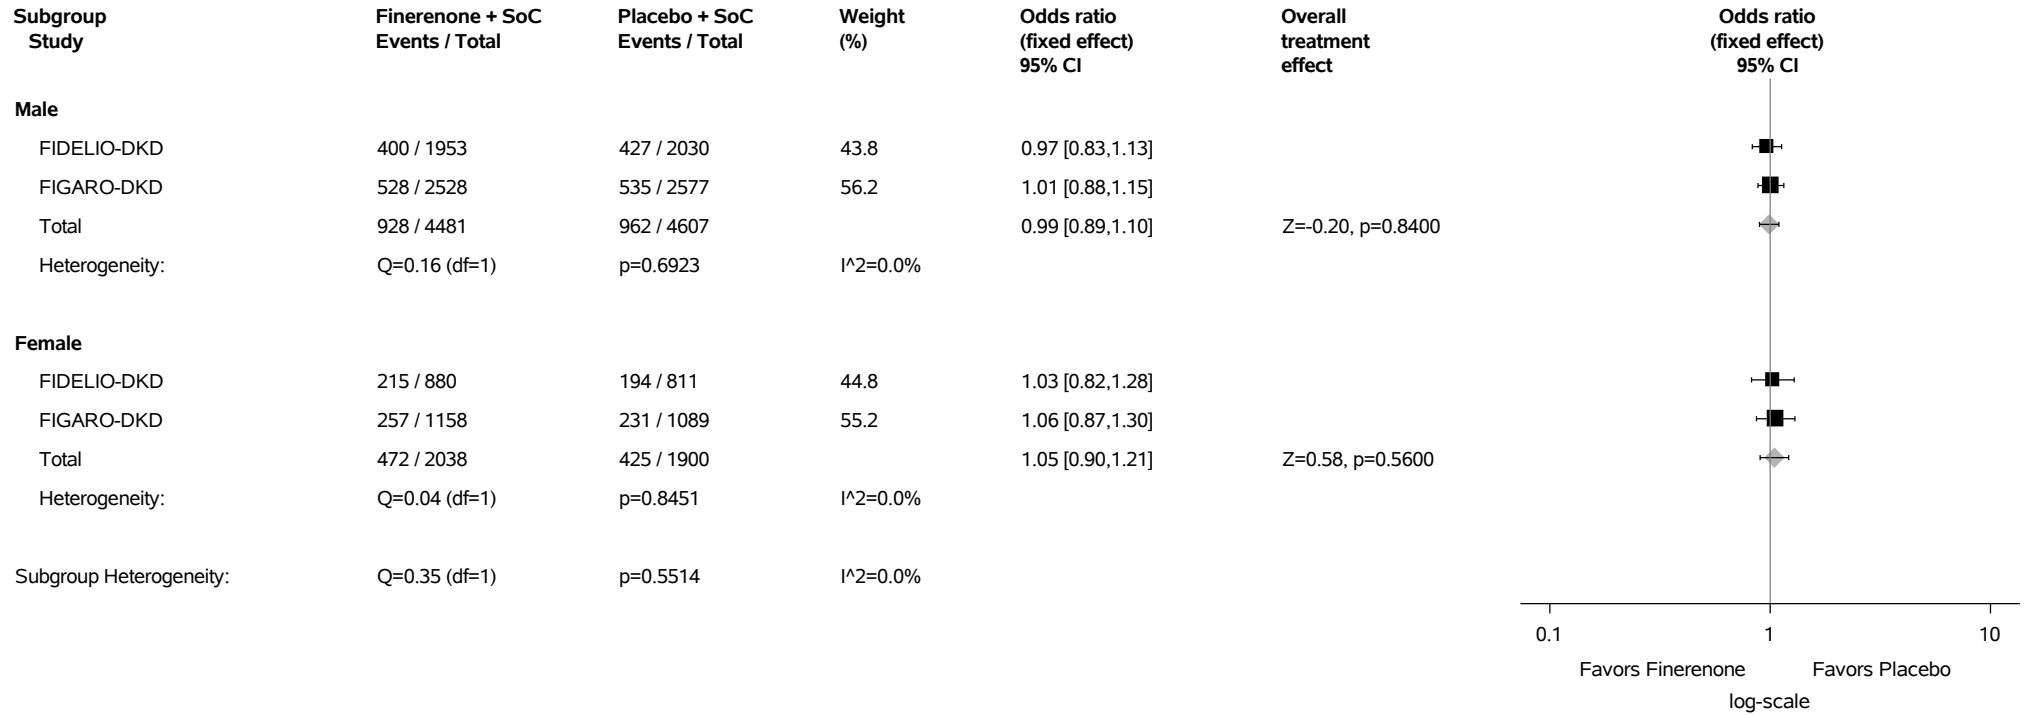 Subgroup Finerenone + SoC Placebo + SoC Weight Odds ratio Overall Odds ratio
Study Events / Total Events / Total (%) (fixed effect) treatment (fixed effect)
95% CI effect 95% CI
Male
FIDELIO-DKD 400 / 1953 427 / 2030 43.8 0.97 [0.83,1.13]
FIGARO-DKD 528 / 2528 535 / 2577 56.2 1.01 [0.88,1.15]
Total 928 / 4481 962 / 4607 0.99 [0.89,1.10] Z=-0.20, p=0.8400
Heterogeneity: Q=0.16 (df=1) p=0.6923 I^2=0.0%
Female
FIDELIO-DKD 215 / 880 194 / 811 44.8 1.03 [0.82,1.28]
FIGARO-DKD 257 / 1158 231 / 1089 55.2 1.06 [0.87,1.30]
Total 472 / 2038 425 / 1900 1.05 [0.90,1.21] Z=0.58, p=0.5600
Heterogeneity: Q=0.04 (df=1) p=0.8451 I^2=0.0%
Subgroup Heterogeneity: Q=0.35 (df=1) p=0.5514 I^2=0.0%
0.1 1 10
Favors Finerenone Favors Placebo
log-scale